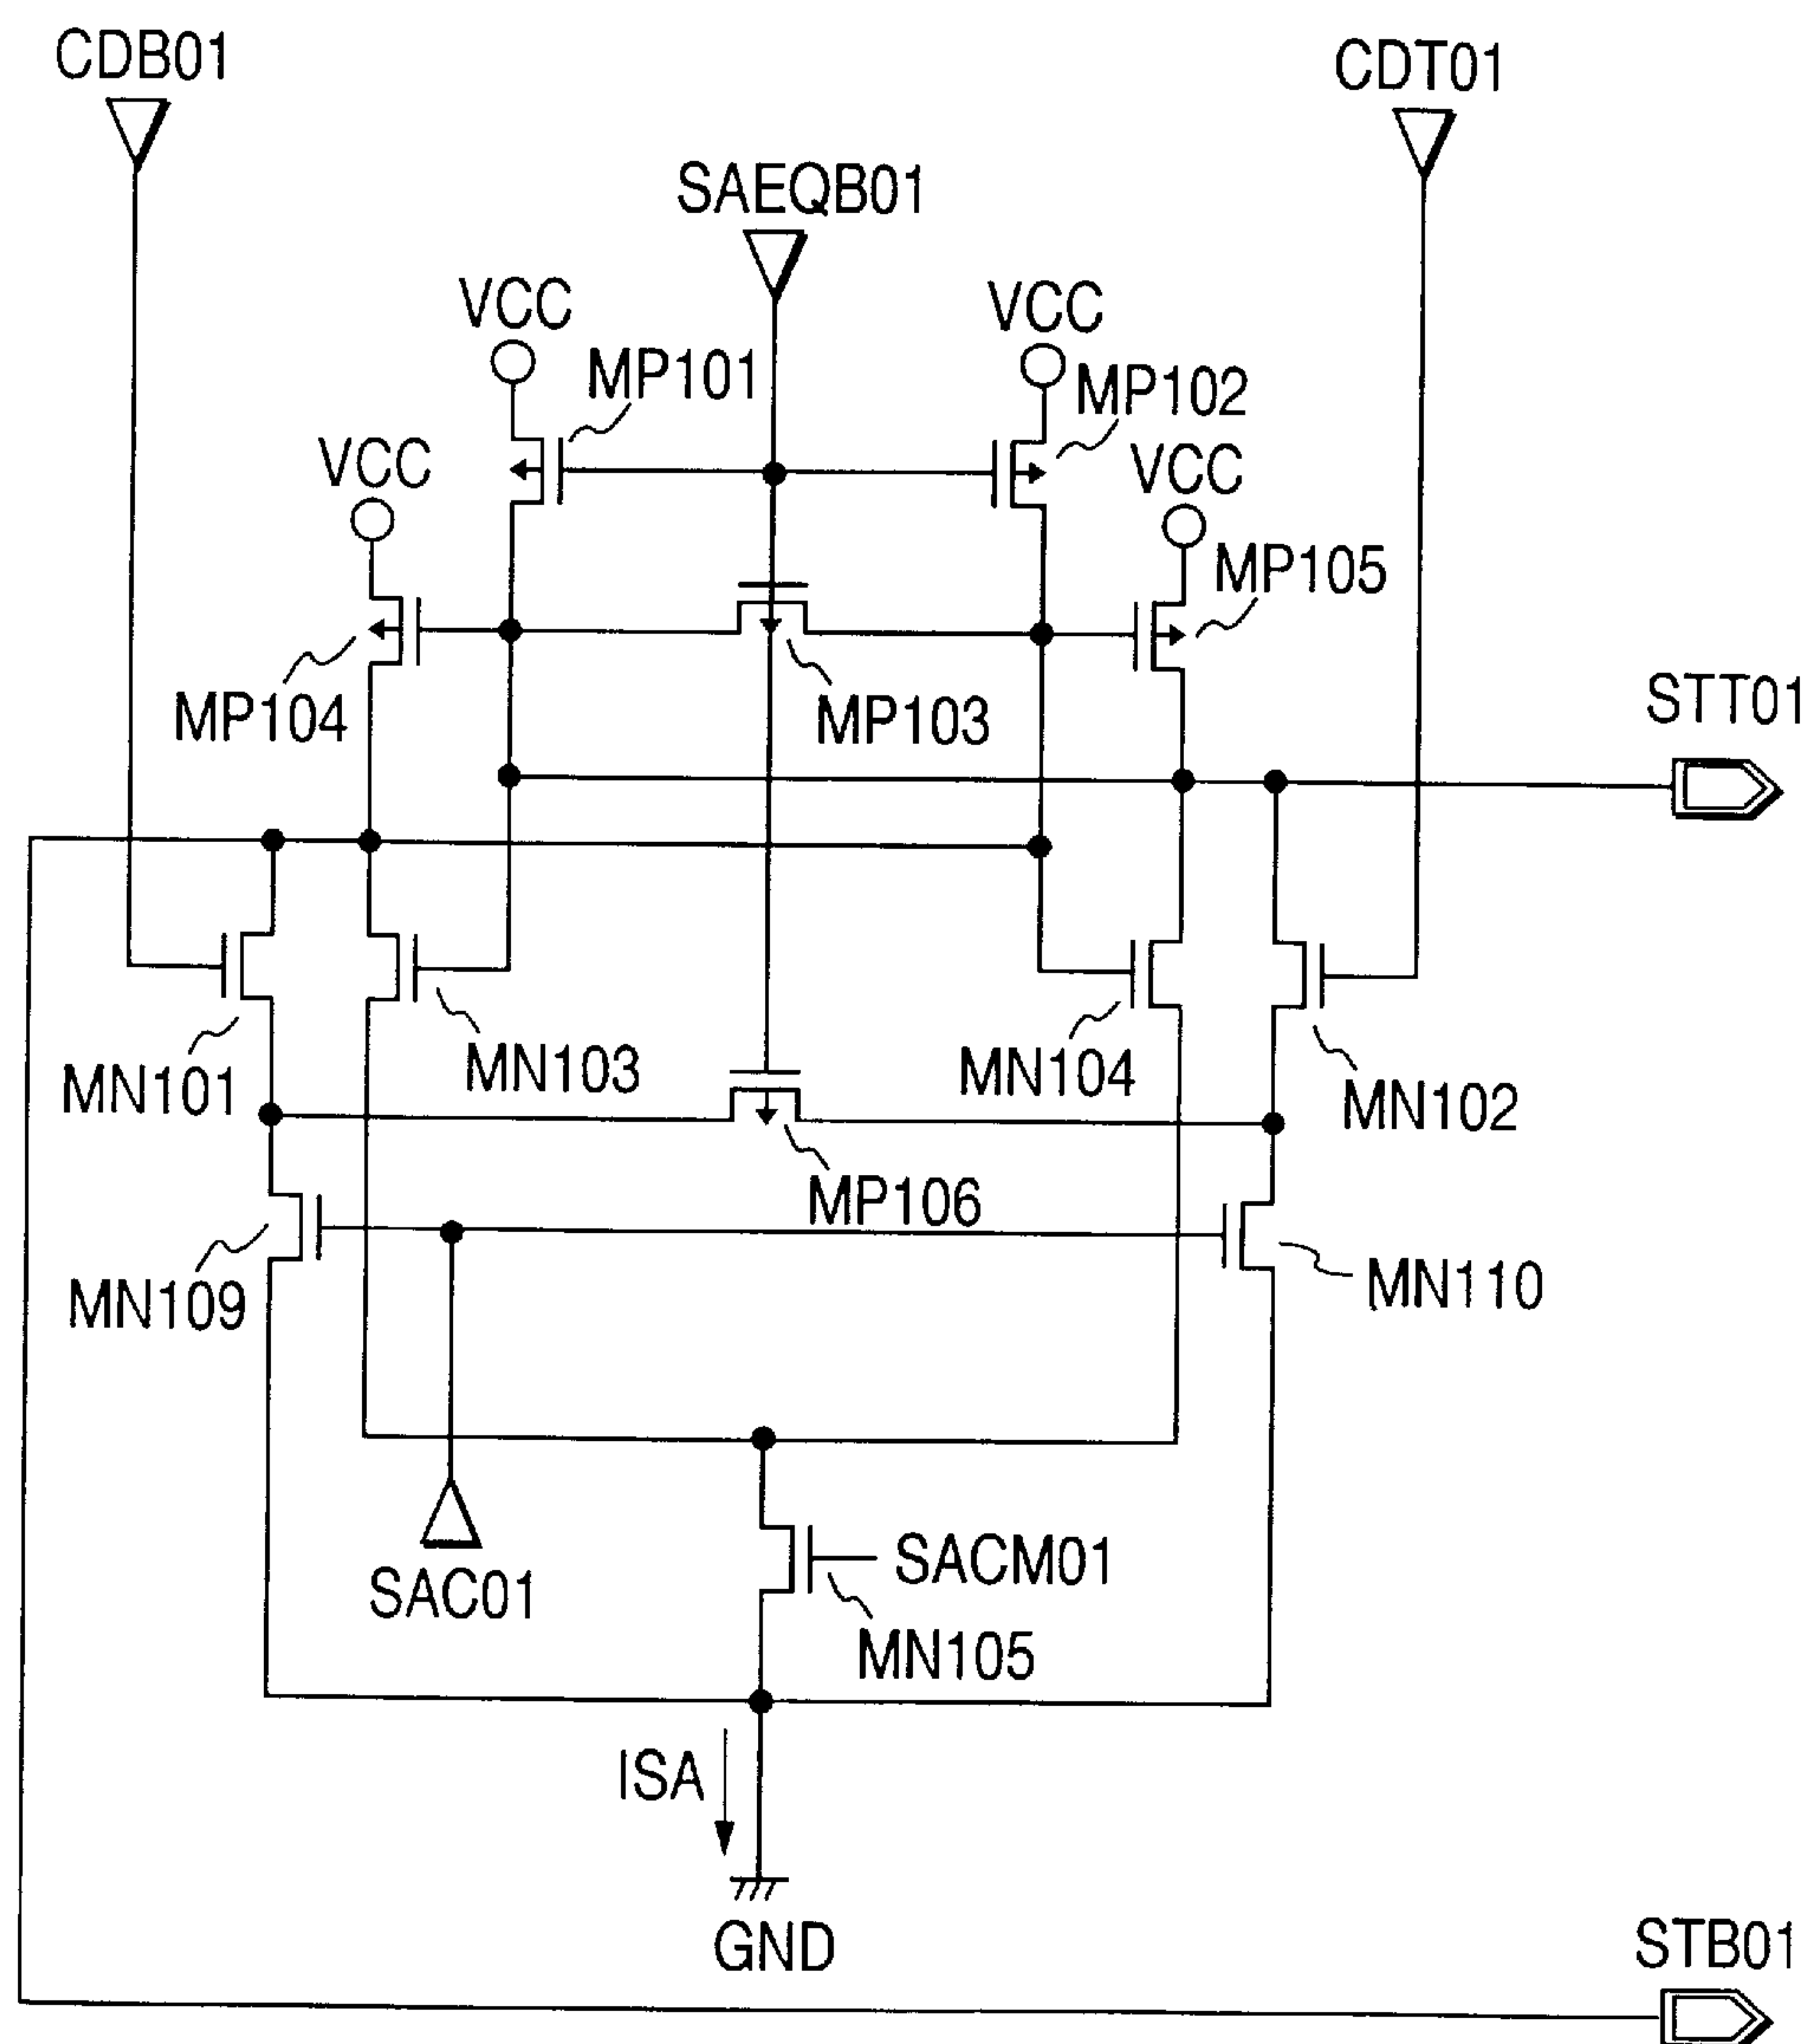 CDB01
CDT01
SAEQB01
VCC
VCC
MP101
MP102
VCC
VCC
MP105
MP104
MP103
STT01
MN101
MN103
MN104
MN102
MP106
MN109
MN110
SAC01
SACM01
MN105
ISA
GND
STB01